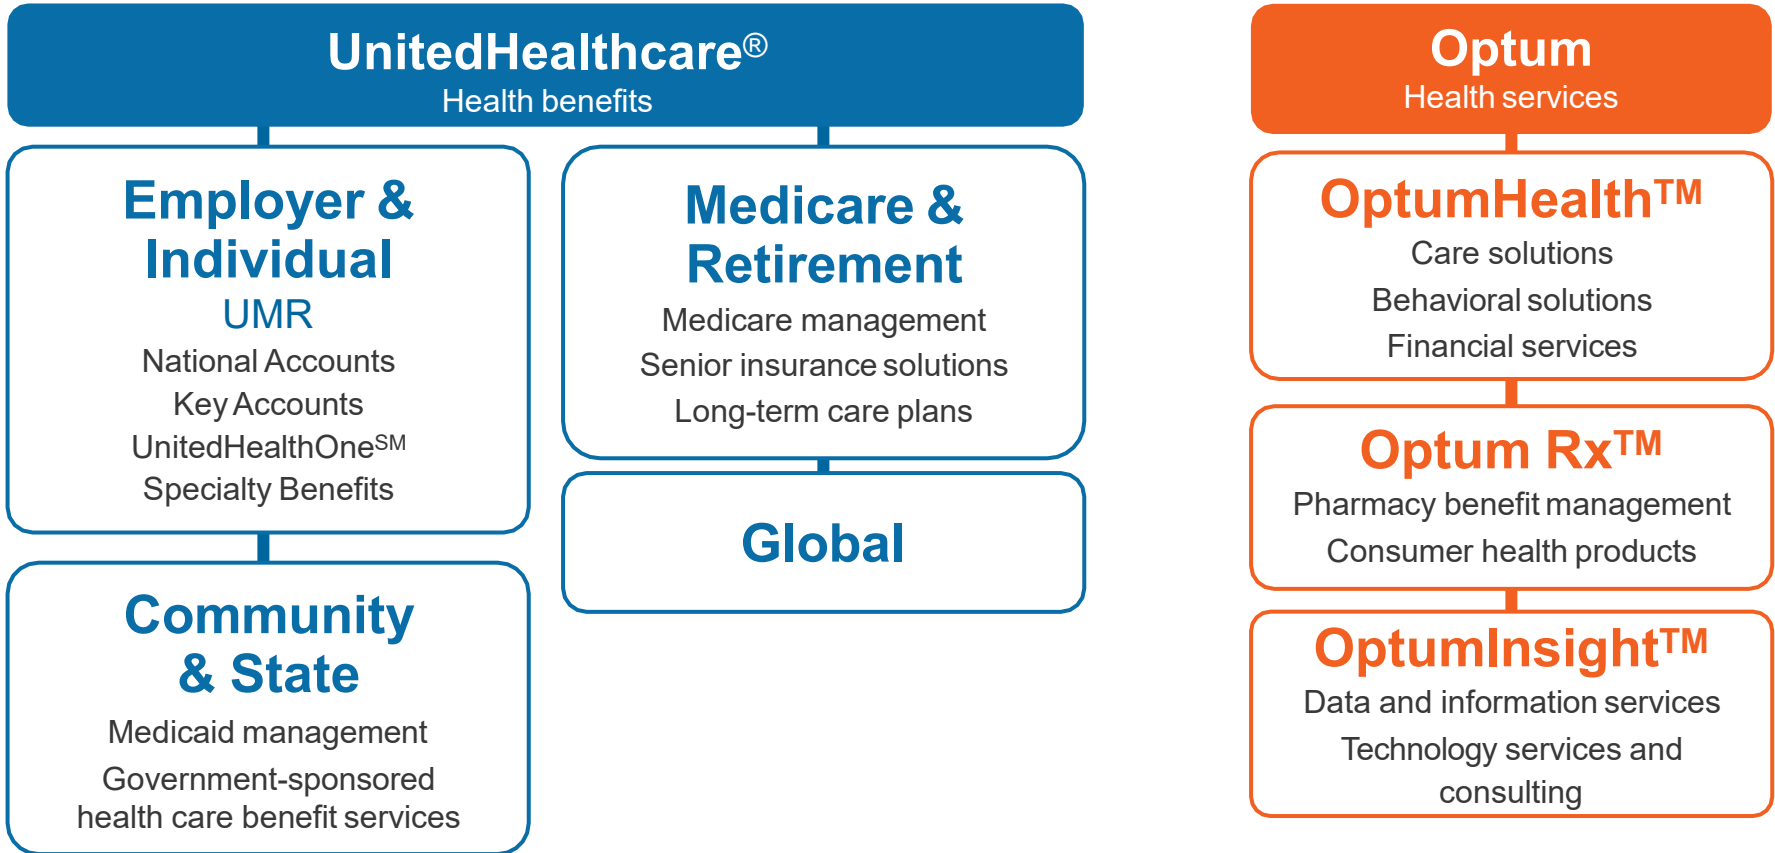 UnitedHealthcare®
Health benefits
Employer &
Individual
UMR
National Accounts
Key Accounts
UnitedHealthOneSM
Specialty Benefits
Community
& State
Medicaid management
Government-sponsored
health care benefit services
Medicare &
Retirement
Medicare management
Senior insurance solutions
Long-term care plans
Global
Optum
Health services
OptumHealth™
Care solutions
Behavioral solutions
Financial services
Optum Rx™
Pharmacy benefit management
Consumer health products
OptumInsight™
Data and information services
Technology services and
consulting